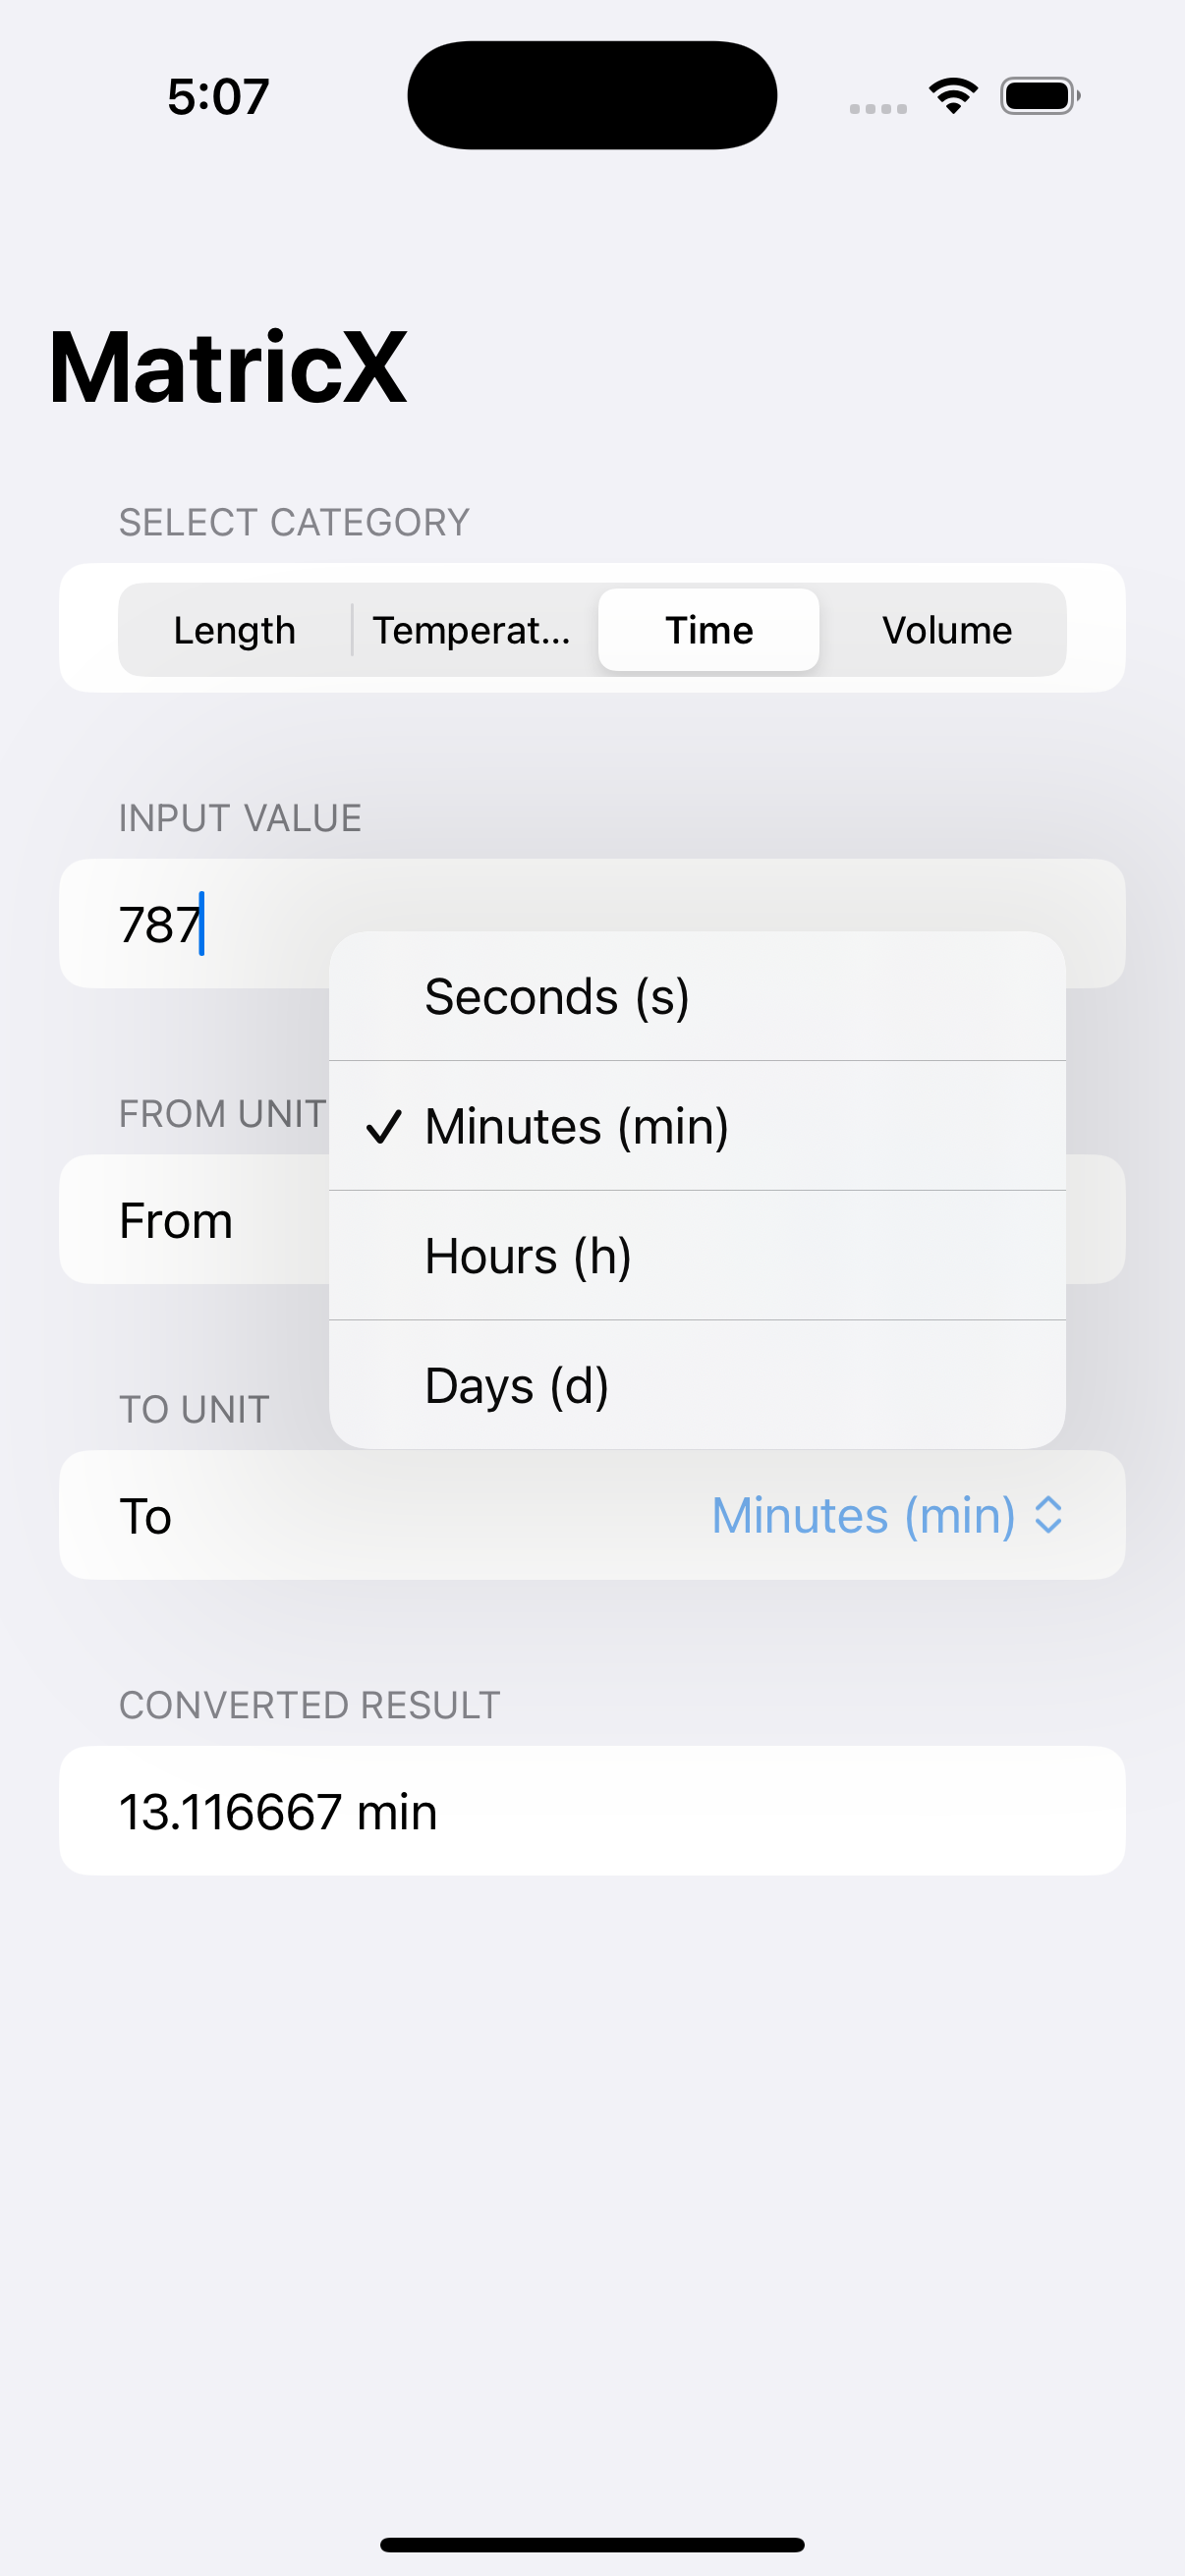 5:07
MatricX
SELECT CATEGORY
Length Temperat... Time Volume
INPUT VALUE
787
Seconds (s)
FROM UNIT
Minutes (min)
From
Hours (h)
Days (d)
TO UNIT
To Minutes (min)
CONVERTED RESULT
13.116667 min